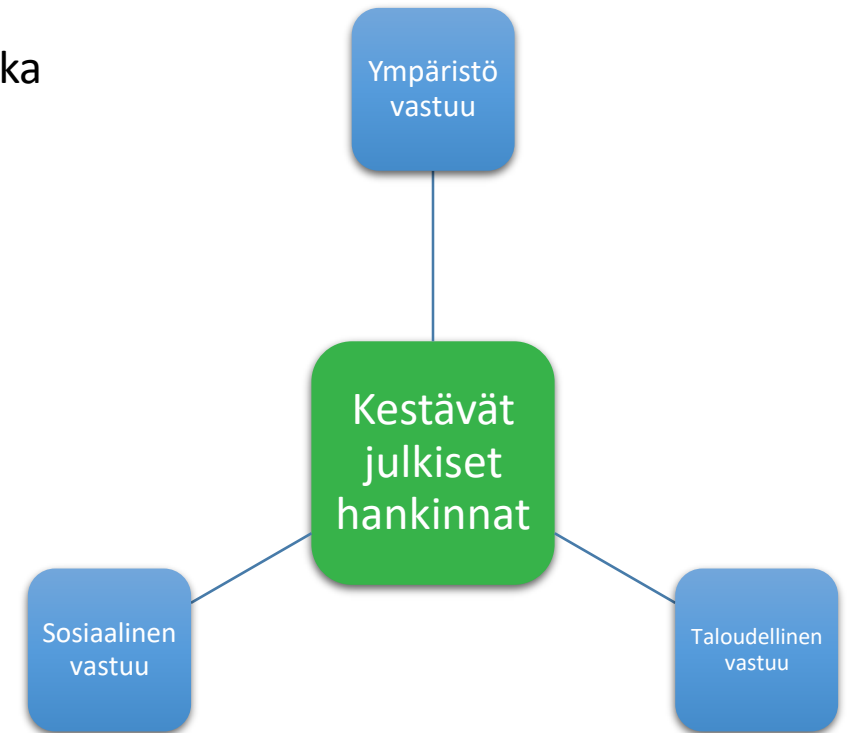 ka
Ympäristö
vastuu
Kestävät
julkiset
hankinnat
Sosiaalinen
vastuu
Taloudellinen
vastuu